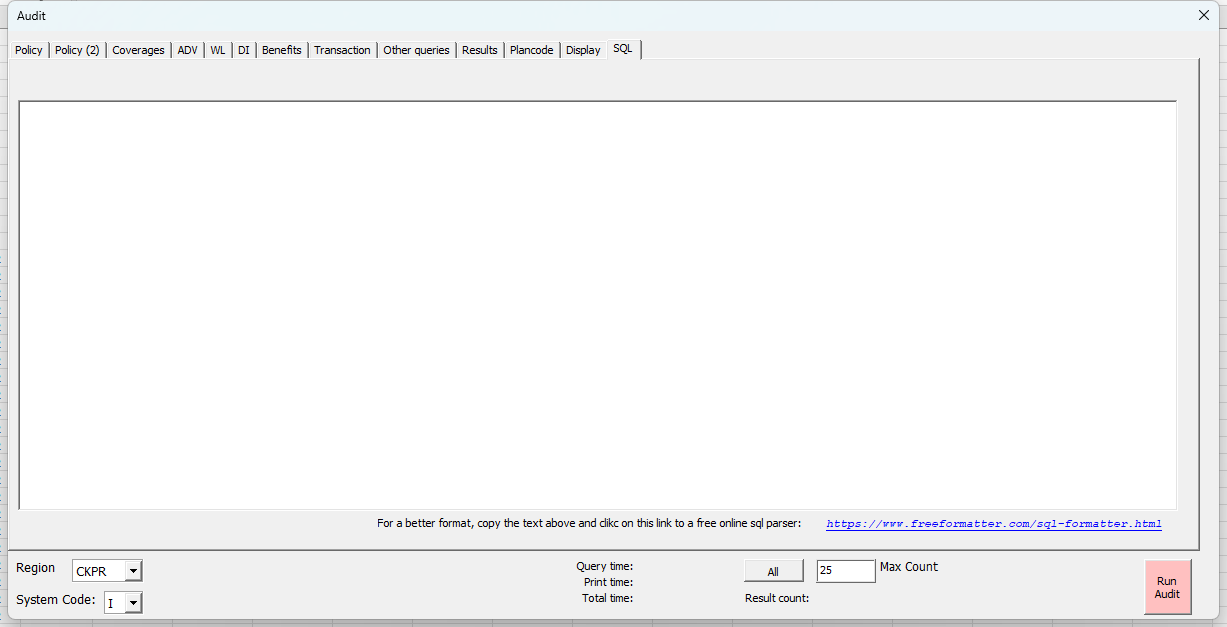 Audit
Policy Policy (2) Coverages ADV WL DI Benefits Transaction Other queries Results Plancode Display SQL
For a better format, copy the text above and clikc on this link to a free online sql parser: https://www.freeformatter.com/sql-formatter.html
Region CKPR
System Code: I
Query time:
Print time:
Total time:
All 25 Max Count
Result count:
Run
Audit